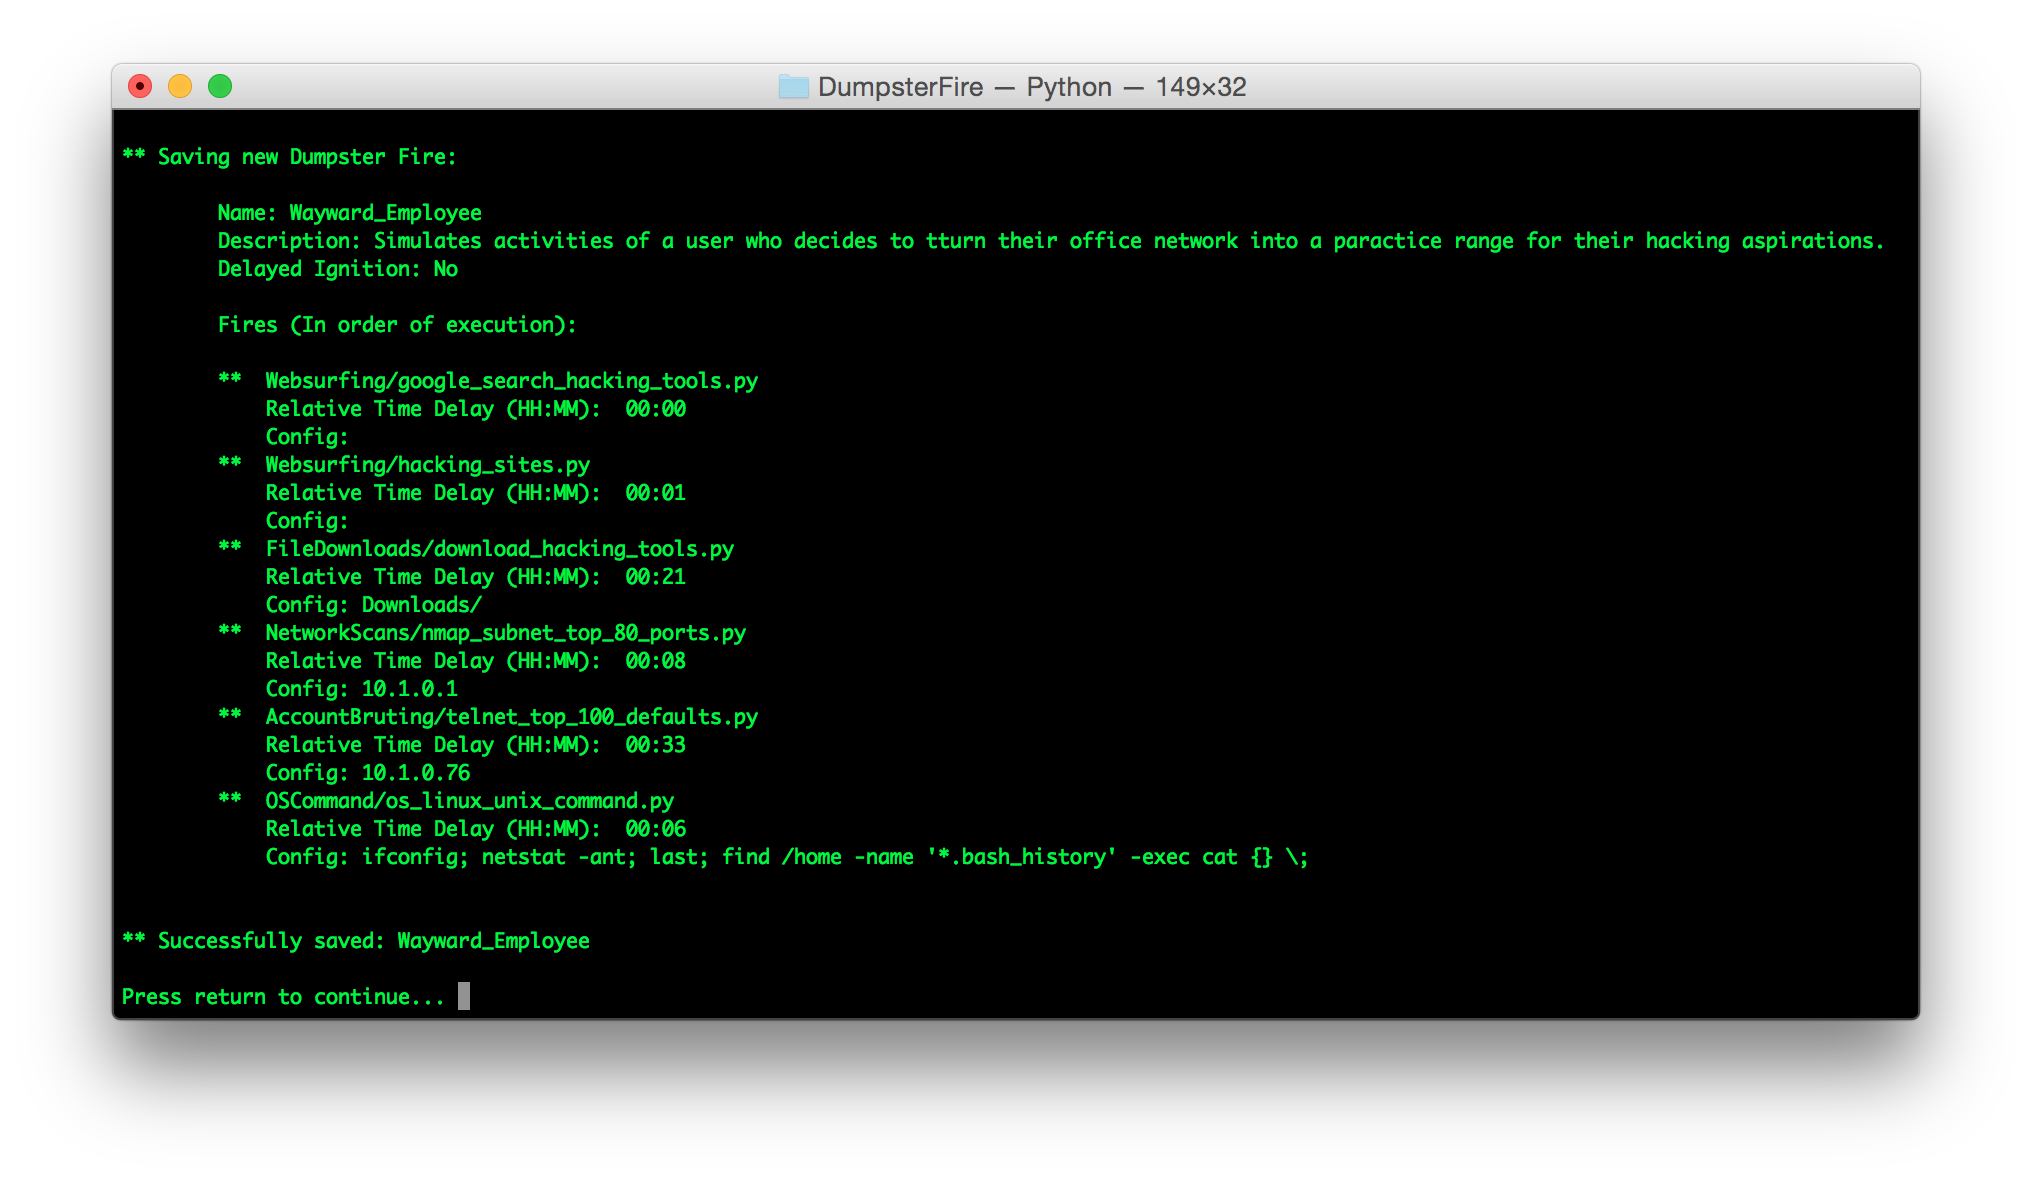 DumpsterFire — Python — 149×32
** Saving new Dumpster Fire:
Name: Wayward_Employee
Description: Simulates activities of a user who decides to tturn their office network into a paractice range for their hacking aspirations.
Delayed Ignition: No
Fires (In order of execution):
** Websurfing/google_search_hacking_tools.py
Relative Time Delay (HH:MM): 00:00
Config:
** Websurfing/hacking_sites.py
Relative Time Delay (HH:MM): 00:01
Config:
** FileDownloads/download_hacking_tools.py
Relative Time Delay (HH:MM): 00:21
Config: Downloads/
** NetworkScans/nmap_subnet_top_80_ports.py
Relative Time Delay (HH:MM): 00:08
Config: 10.1.0.1
** AccountBruting/telnet_top_100_defaults.py
Relative Time Delay (HH:MM): 00:33
Config: 10.1.0.76
** OSCommand/os_linux_unix_command.py
Relative Time Delay (HH:MM): 00:06
Config: ifconfig; netstat -ant; last; find /home -name '*.bash_history' -exec cat {} \;
** Successfully saved: Wayward_Employee
Press return to continue...